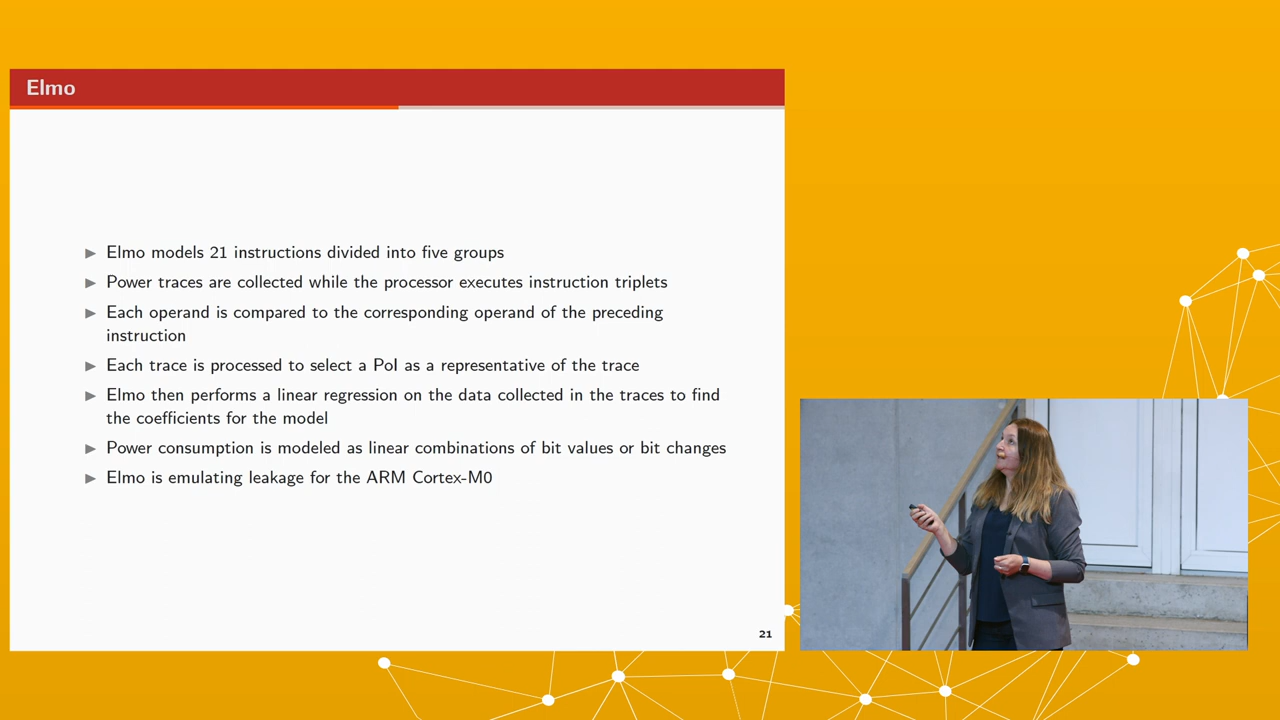 Elmo
▶ Elmo models 21 instructions divided into five groups
▶ Power traces are collected while the processor executes instruction triplets
▶ Each operand is compared to the corresponding operand of the preceding
instruction
▶ Each trace is processed to select a PoI as a representative of the trace
▶ Elmo then performs a linear regression on the data collected in the traces to find
the coefficients for the model
▶ Power consumption is modeled as linear combinations of bit values or bit changes
▶ Elmo is emulating leakage for the ARM Cortex-M0
21